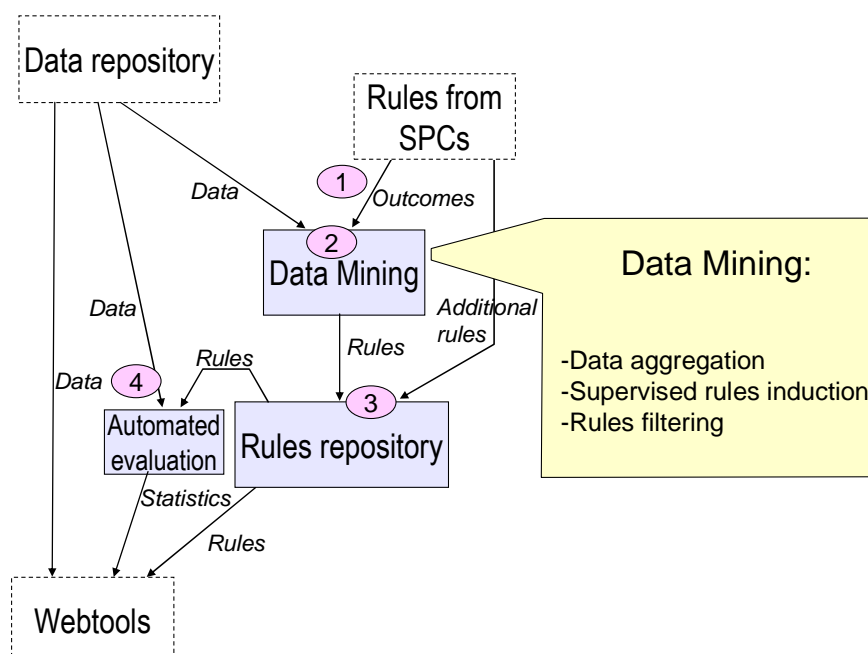 Data repository
Rules from
SPCs
1
Data
Outcomes
2
Data Mining
Data Mining:
Data
Additional
rules
Rules
Rules
-Data aggregation
Data
4
-Supervised rules induction
3
-Rules filtering
Automated
evaluation
Rules repository
Statistics
Rules
Webtools